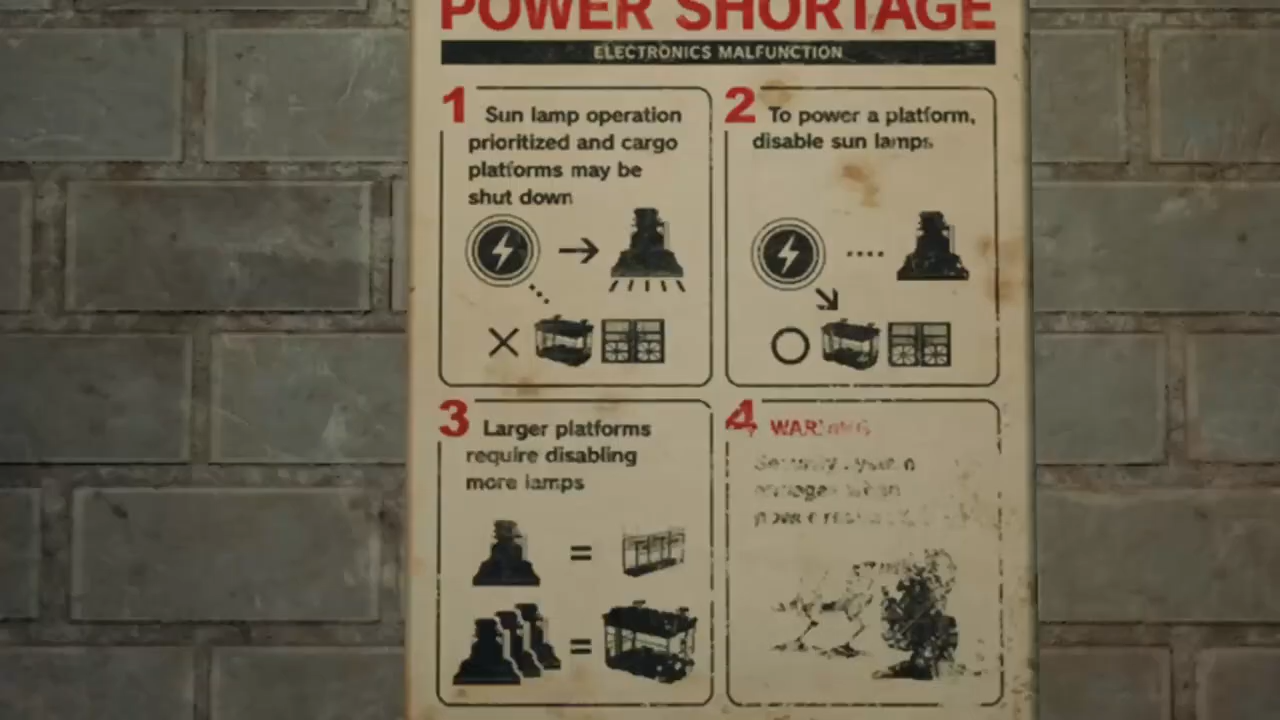 POWER SHORTAGE
ELECTRONICS MALFUNCTION
1 Sun lamp operation
prioritized and cargo
platforms may be
shut down
2 To power a platform,
disable sun lamps
3 Larger platforms
require disabling
more lamps
4 WARNING